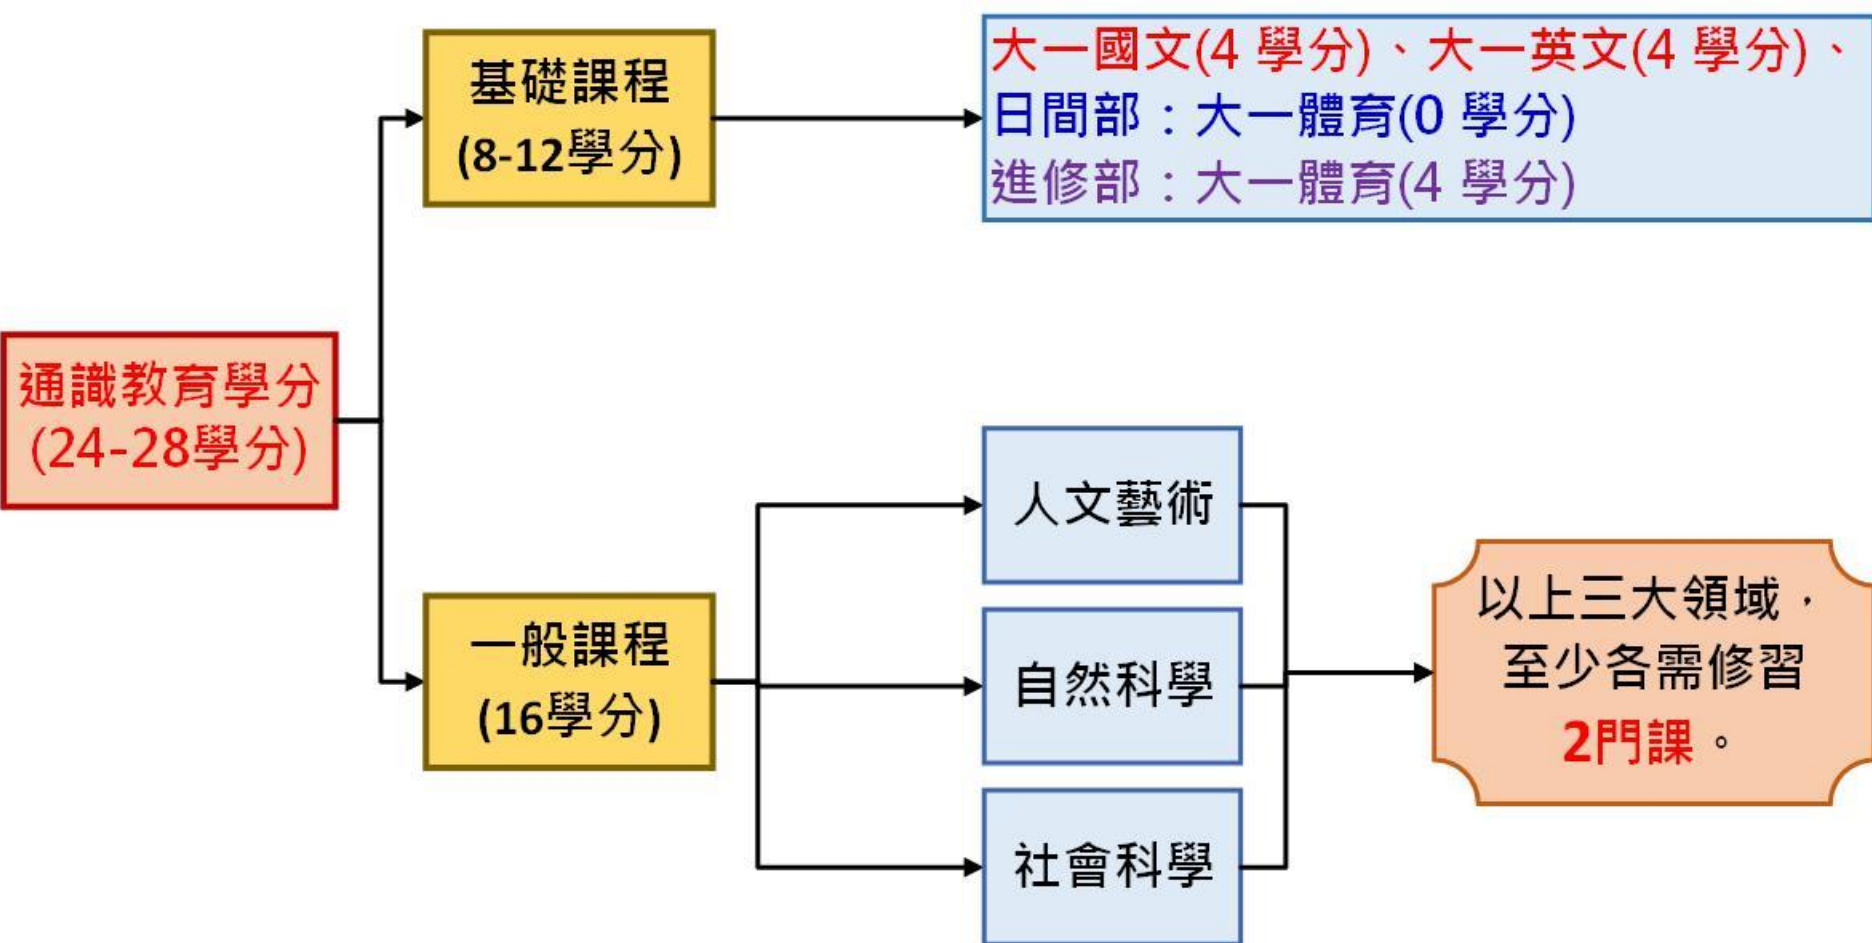 通識教育學分
(24-28學分)
基礎課程
(8-12學分)
大一國文(4 學分)、大一英文(4 學分)、
日間部：大一體育(0 學分)
進修部：大一體育(4 學分)
一般課程
(16學分)
人文藝術
自然科學
社會科學
以上三大領域，
至少各需修習
2門課。